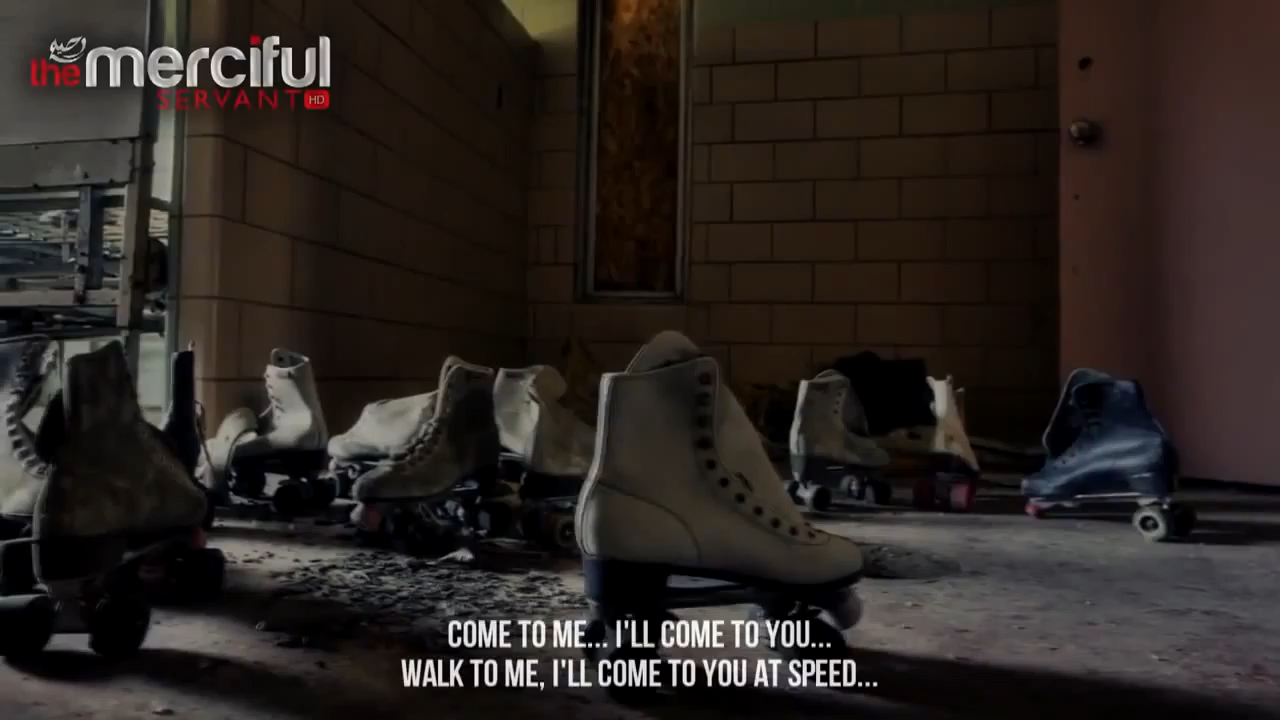 the merciful
SERVANT HD
COME TO ME... I'LL COME TO YOU...
WALK TO ME, I'LL COME TO YOU AT SPEED...